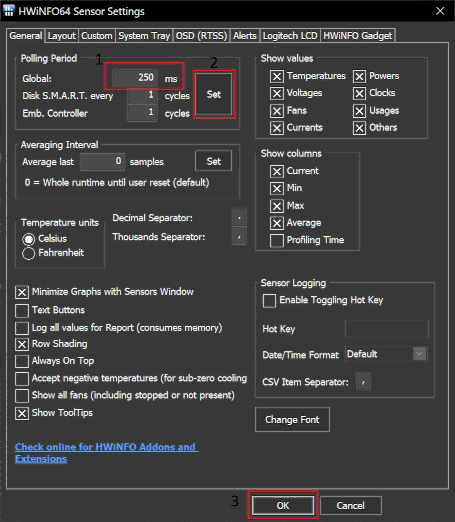 HWiNFO64 Sensor Settings
General Layout Custom System Tray OSD (RTSS) Alerts Logitech LCD HWiNFO Gadget
Polling Period
1
2
Global: 250 ms
Set
Disk S.M.A.R.T. every 1 cycles
Emb. Controller 1 cycles
Show values
Temperatures Powers
Voltages Clocks
Fans Usages
Currents Others
Averaging Interval
Average last 0 samples Set
0 = Whole runtime until user reset (default)
Show columns
Current
Min
Max
Average
Profiling Time
Temperature units
Celsius
Fahrenheit
Decimal Separator: .
Thousands Separator: ,
Minimize Graphs with Sensors Window
Text Buttons
Log all values for Report (consumes memory)
Row Shading
Always On Top
Accept negative temperatures (for sub-zero cooling
Show all fans (including stopped or not present)
Show ToolTips
Sensor Logging
Enable Toggling Hot Key
Hot Key
Date/Time Format Default
CSV Item Separator: ,
Change Font
Check online for HWiNFO Addons and
Extensions
3
OK Cancel